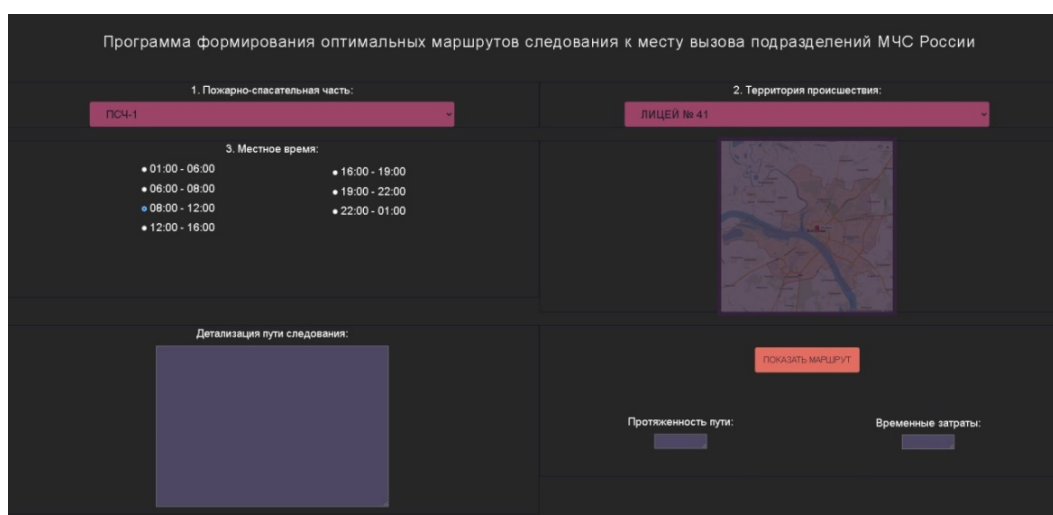 Программа формирования оптимальных маршрутов следования к месту вызова подразделений МЧС России
1. Пожарно-спасательная часть:
ПСЧ-1
2. Территория происшествия:
ЛИЦЕЙ № 41
3. Местное время:
01:00 - 06:00
06:00 - 08:00
08:00 - 12:00
12:00 - 16:00
16:00 - 19:00
19:00 - 22:00
22:00 - 01:00
Детализация пути следования:
ПОКАЗАТЬ МАРШРУТ
Протяженность пути:
Временные затраты: